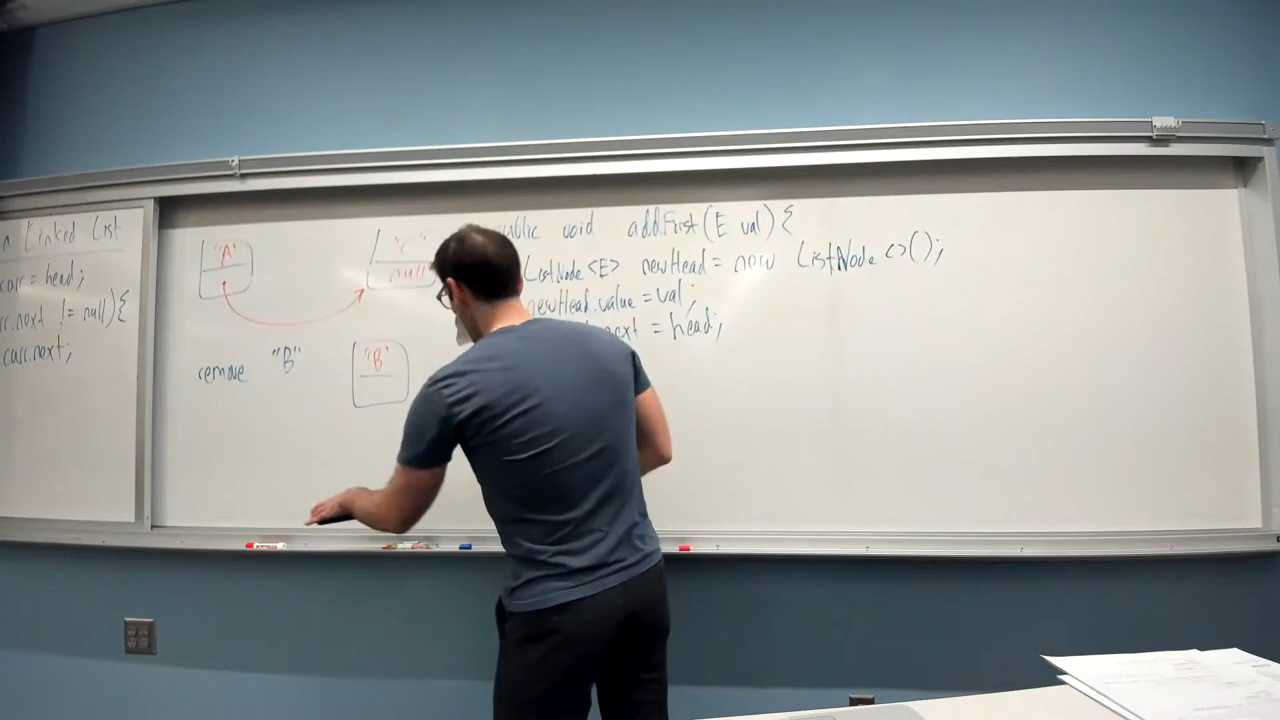 n Linked List
curr = head;
rr.next != null){
curr.next;
"A"
"C"
null
remove "B"
"B"
public void addFirst(E val){
ListNode<E> newHead = new ListNode<>();
newHead.value = val;
next = head;